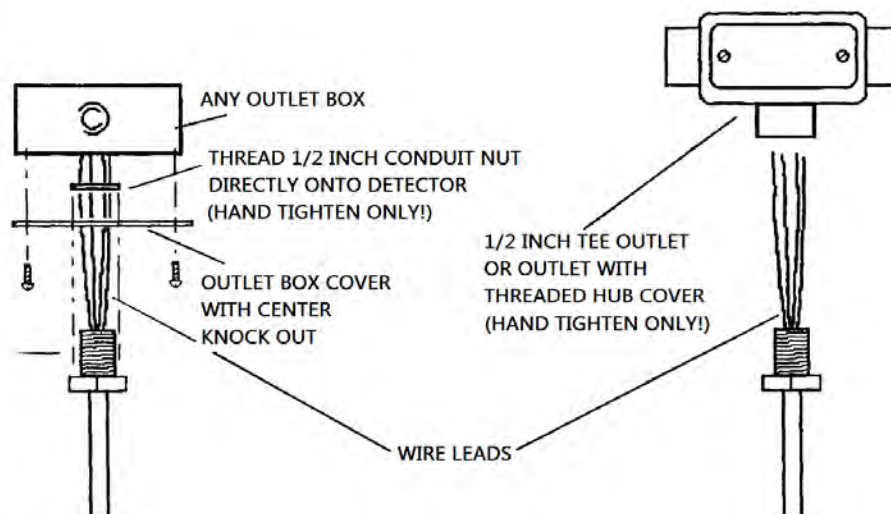 ANY OUTLET BOX
THREAD 1/2 INCH CONDUIT NUT
DIRECTLY ONTO DETECTOR
(HAND TIGHTEN ONLY!)
OUTLET BOX COVER
WITH CENTER
KNOCK OUT
1/2 INCH TEE OUTLET
OR OUTLET WITH
THREADED HUB COVER
(HAND TIGHTEN ONLY!)
WIRE LEADS